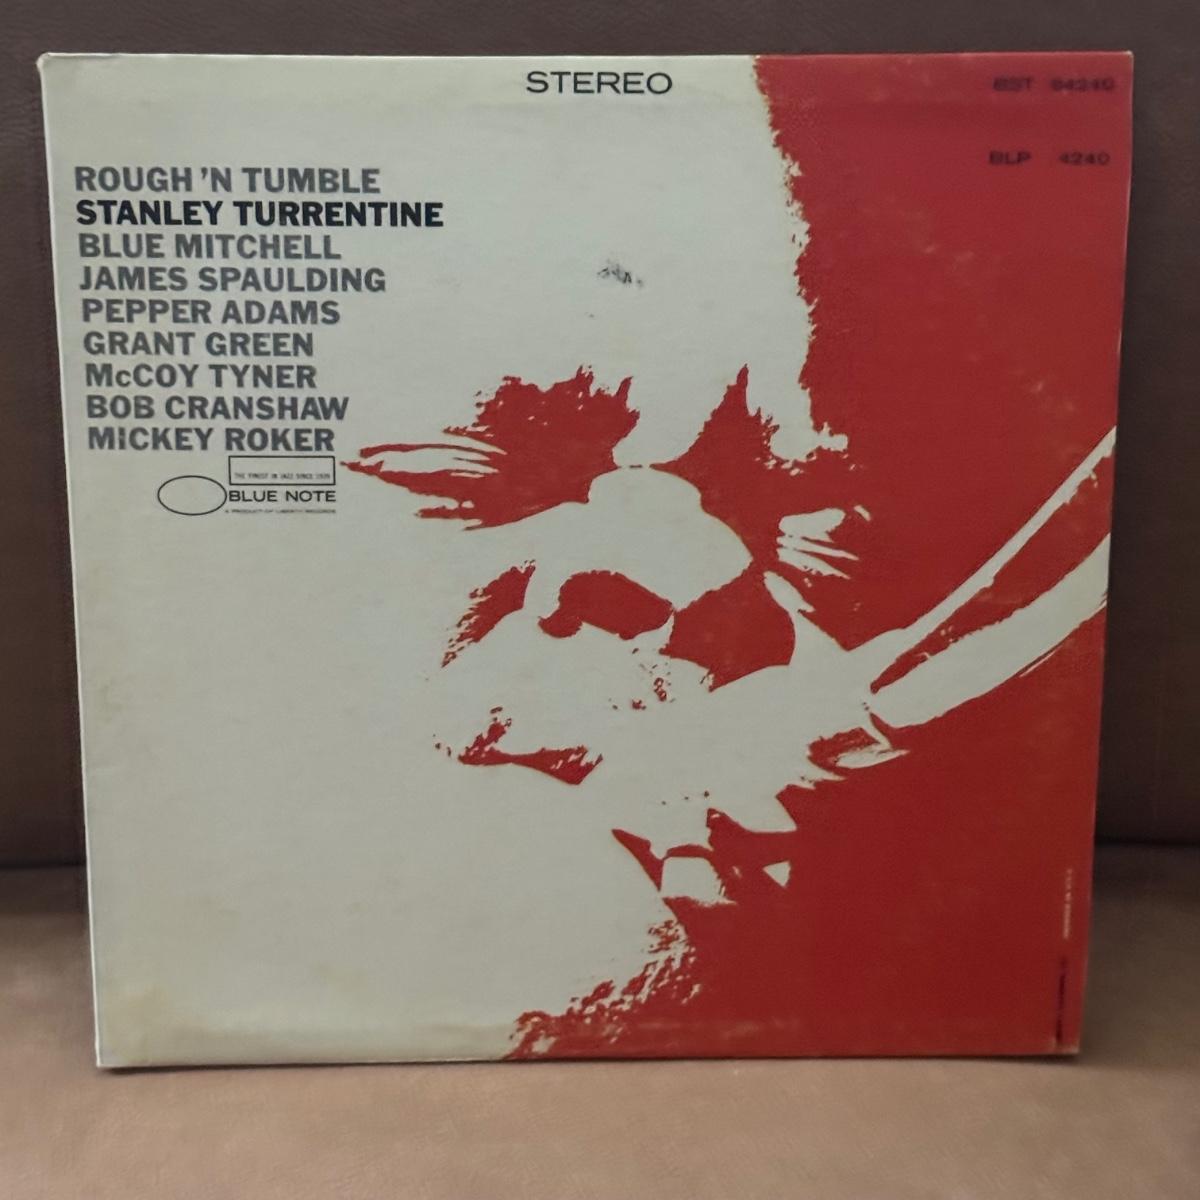 STEREO
BST 84240
BLP 4240
ROUGH 'N TUMBLE
STANLEY TURRENTINE
BLUE MITCHELL
JAMES SPAULDING
PEPPER ADAMS
GRANT GREEN
McCOY TYNER
BOB CRANSHAW
MICKEY ROKER
THE FINEST IN JAZZ SINCE 1939
BLUE NOTE
A PRODUCT OF LIBERTY RECORDS